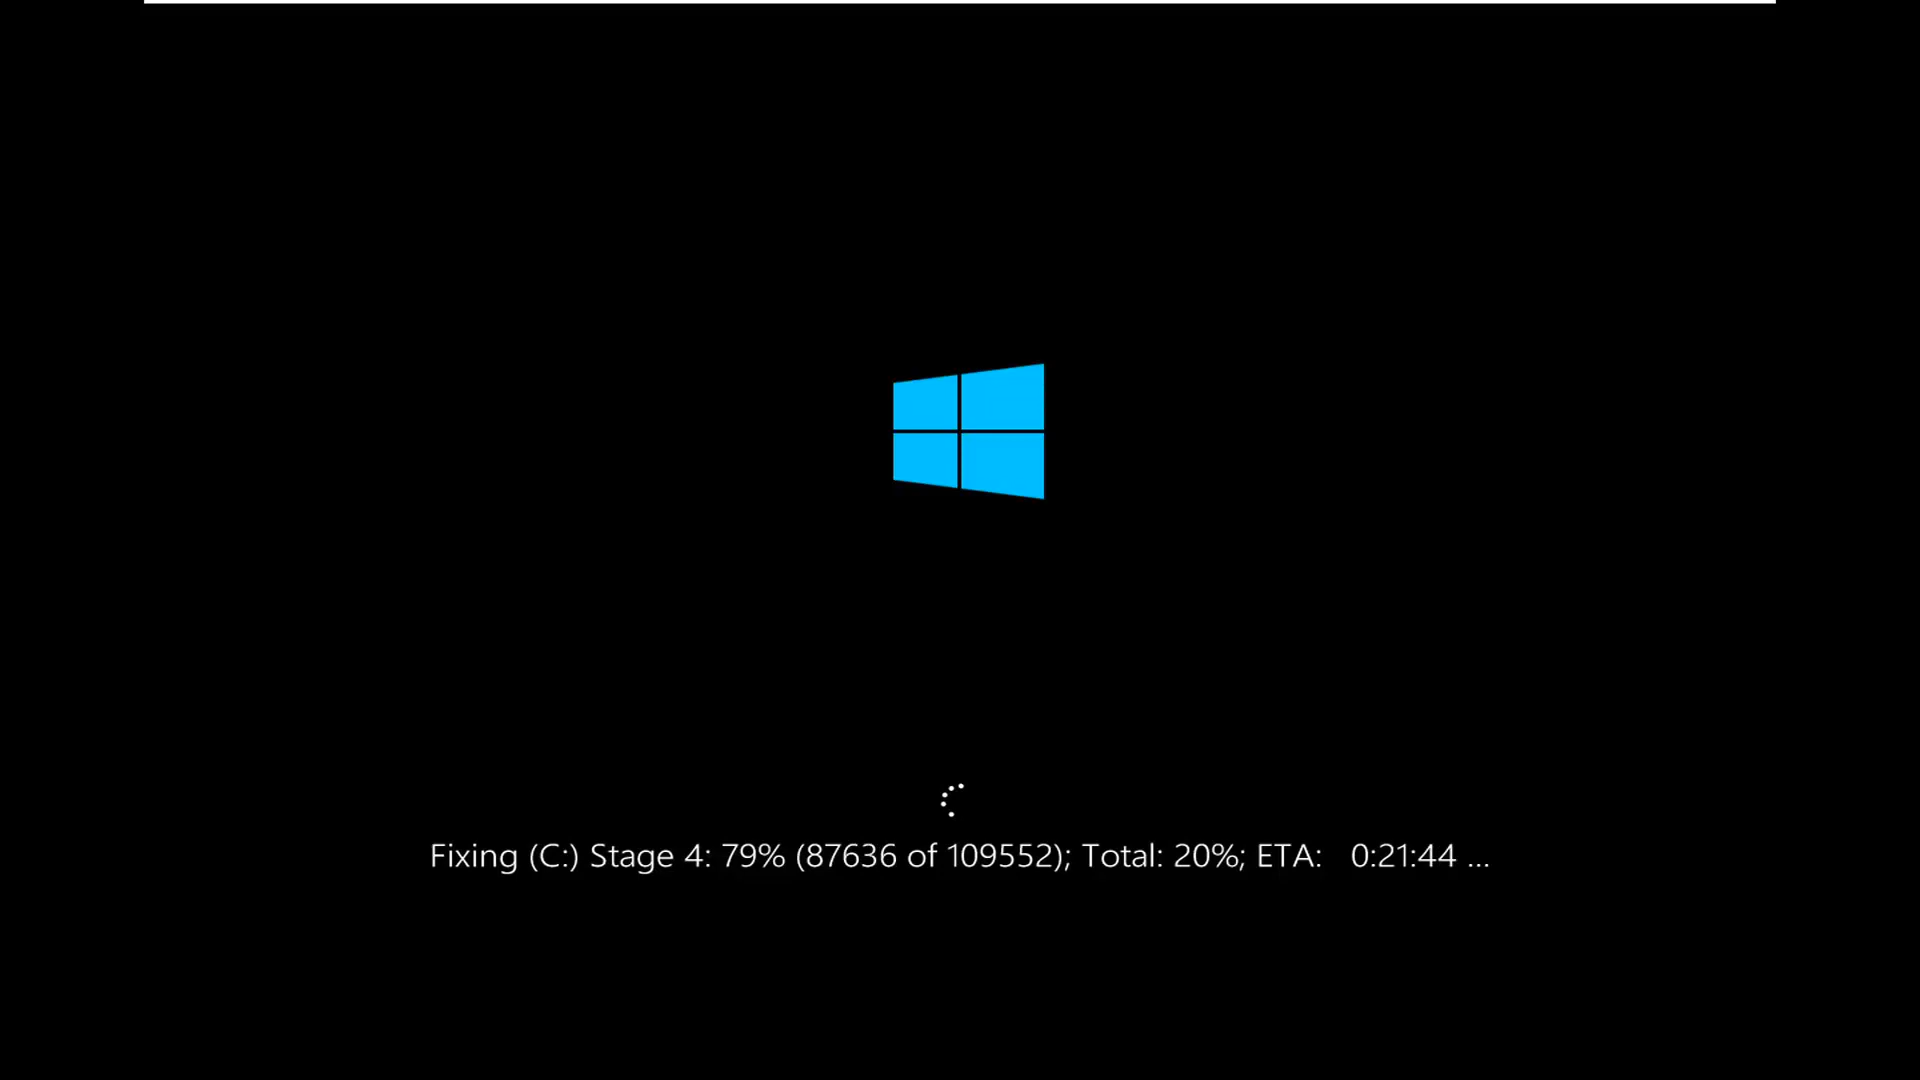 Fixing (C:) Stage 4: 79% (87636 of 109552); Total: 20%; ETA:   0:21:44 ...